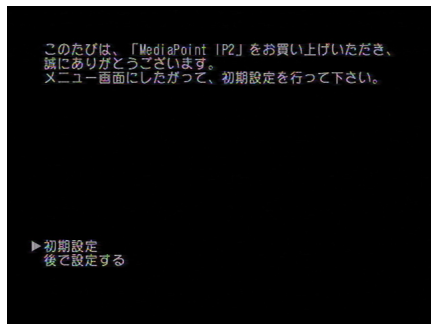 このたびは、「MediaPoint IP2」をお買い上げいただき、
誠にありがとうございます。
メニュー画面にしたがって、初期設定を行って下さい。
▶初期設定
後で設定する